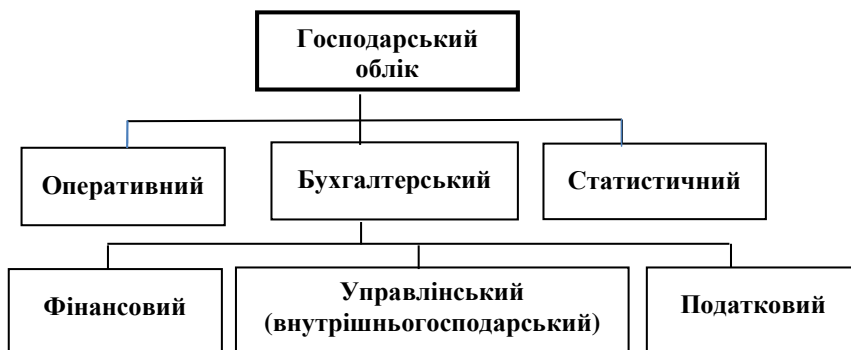 Господарський
облік
Оперативний
Бухгалтерський
Статистичний
Фінансовий
Управлінський
(внутрішньогосподарський)
Податковий